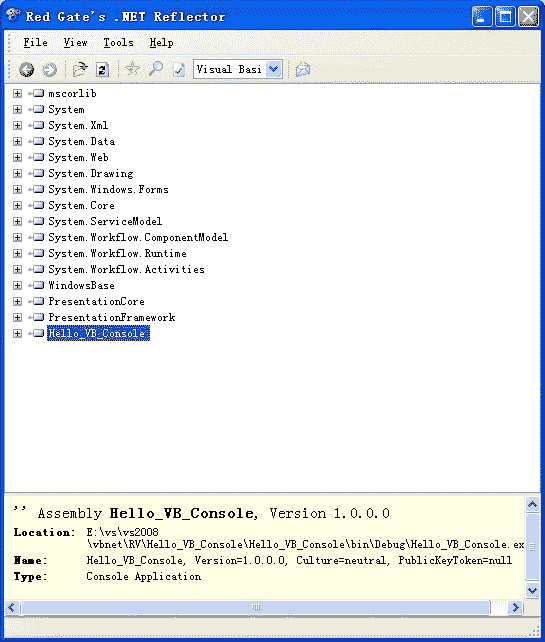 Red Gate's .NET Reflector
File View Tools Help
Visual Basi
mscorlib
System
System.Xml
System.Data
System.Web
System.Drawing
System.Windows.Forms
System.Core
System.ServiceModel
System.Workflow.ComponentModel
System.Workflow.Runtime
System.Workflow.Activities
WindowsBase
PresentationCore
PresentationFramework
Hello_VB_Console
'' Assembly Hello_VB_Console, Version 1.0.0.0
Location: E:\vs\vs2008
\vbnet\RV\Hello_VB_Console\Hello_VB_Console\bin\Debug\Hello_VB_Console.ex
Name: Hello_VB_Console, Version=1.0.0.0, Culture=neutral, PublicKeyToken=null
Type: Console Application